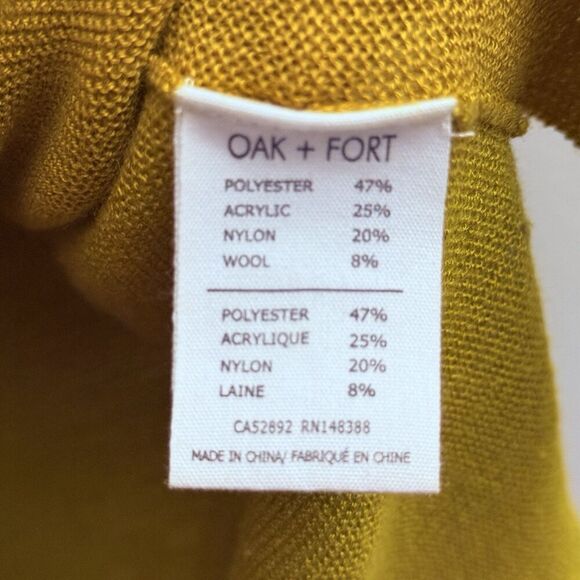 OAK + FORT
POLYESTER 47%
ACRYLIC 25%
NYLON 20%
WOOL 8%
POLYESTER 47%
ACRYLIQUE 25%
NYLON 20%
LAINE 8%
CA52892 RN148388
MADE IN CHINA/ FABRIQUÉ EN CHINE